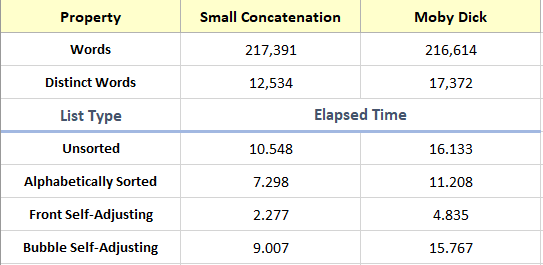 Property Small Concatenation Moby Dick
Words 217,391 216,614
Distinct Words 12,534 17,372
List Type Elapsed Time
Unsorted 10.548 16.133
Alphabetically Sorted 7.298 11.208
Front Self-Adjusting 2.277 4.835
Bubble Self-Adjusting 9.007 15.767